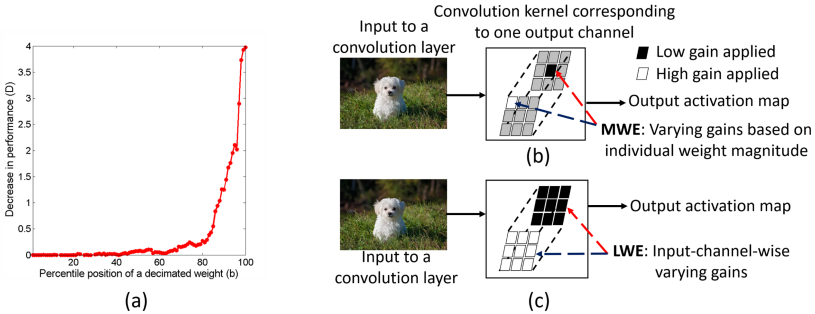 Decrease in performance (D)
4
3.5
3
2.5
2
1.5
1
0.5
0
20
40
60
80
100
Percentile position of a decimated weight (b)
(a)
Input to a
convolution layer
Convolution kernel corresponding
to one output channel
Low gain applied
High gain applied
Output activation map
MWE: Varying gains based on
individual weight magnitude
(b)
Output activation map
Input to a
convolution layer
LWE: Input-channel-wise
varying gains
(c)